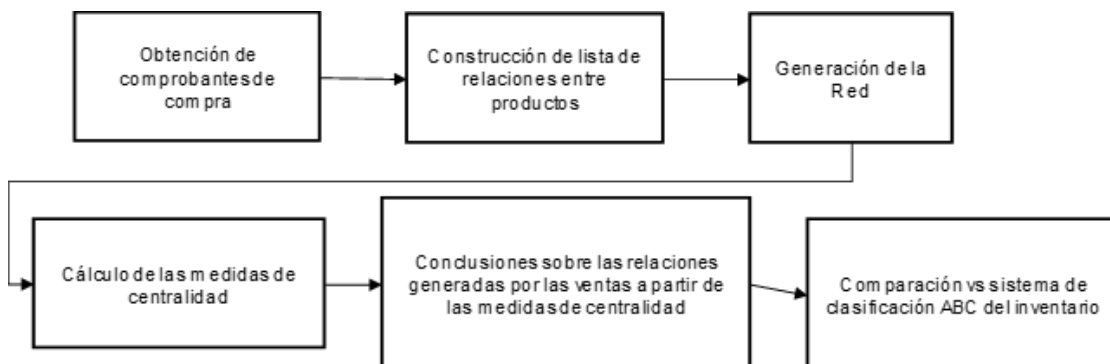 Obtención de
comprobantes de
compra
Construcción de lista de
relaciones entre
productos
Generación de la
Red
Cálculo de las medidas de
centralidad
Conclusiones sobre las relaciones
generadas por las ventas a partir de
las medidas de centralidad
Comparación vs sistema de
clasificación ABC del inventario